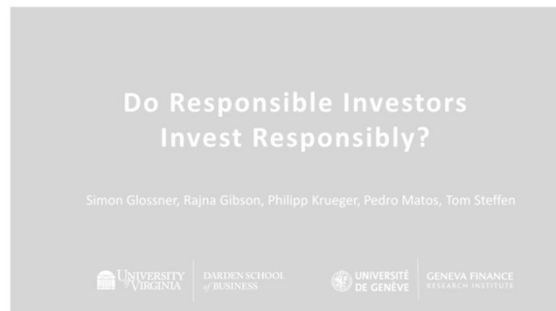 Do Responsible Investors
Invest Responsibly?
Simon Glossner, Rajna Gibson, Philipp Krueger, Pedro Matos, Tom Steffen
UNIVERSITY
of VIRGINIA
DARDEN SCHOOL
of BUSINESS
UNIVERSITÉ
DE GENÈVE
GENEVA FINANCE
RESEARCH INSTITUTE